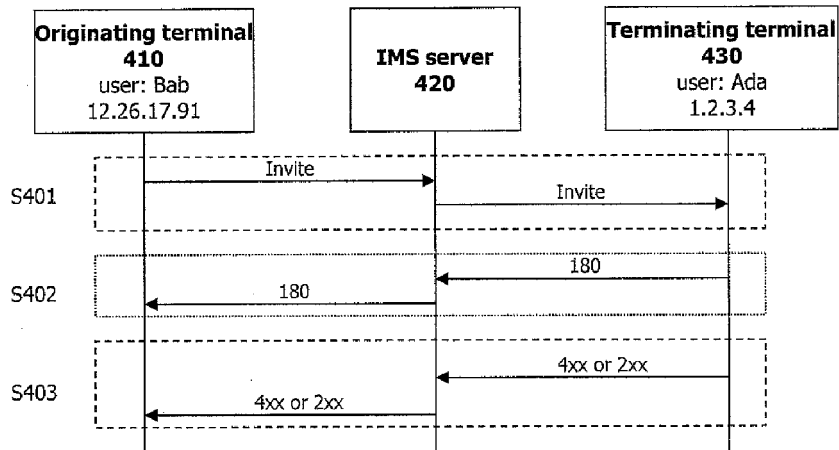 Originating terminal
410
user: Bab
12.26.17.91
IMS server
420
Terminating terminal
430
user: Ada
1.2.3.4
S401
Invite
Invite
S402
180
180
S403
4xx or 2xx
4xx or 2xx